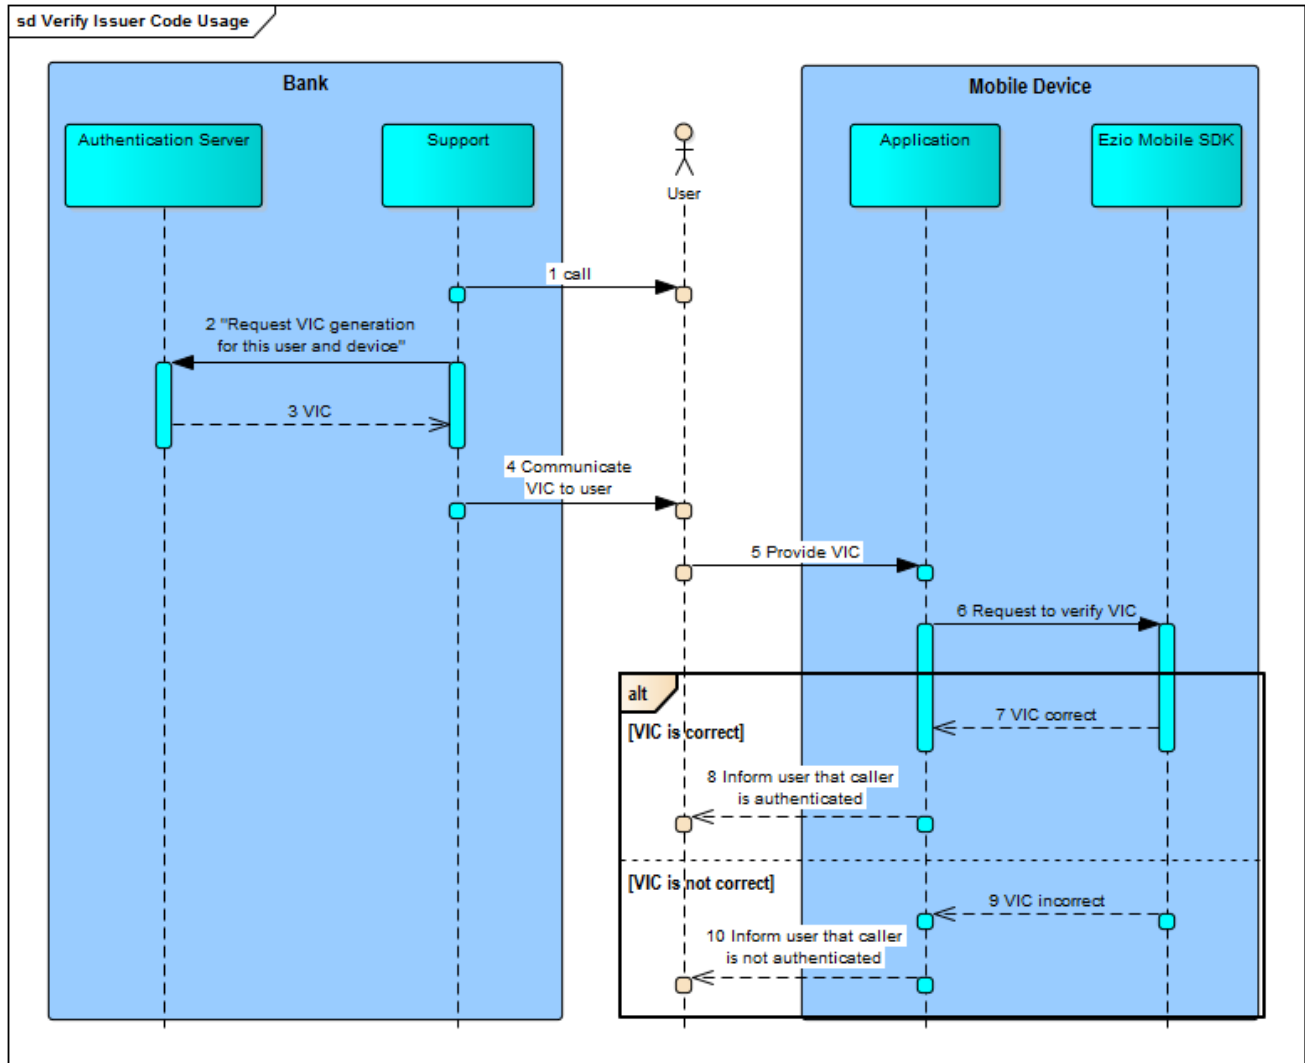 sd Verify Issuer Code Usage
Bank
Mobile Device
Authentication Server
Support
User
Application
Ezio Mobile SDK
1 call
2 "Request VIC generation
for this user and device"
3 VIC
4 Communicate
VIC to user
5 Provide VIC
6 Request to verify VIC
alt
[VIC is correct]
7 VIC correct
8 Inform user that caller
is authenticated
[VIC is not correct]
9 VIC incorrect
10 Inform user that caller
is not authenticated